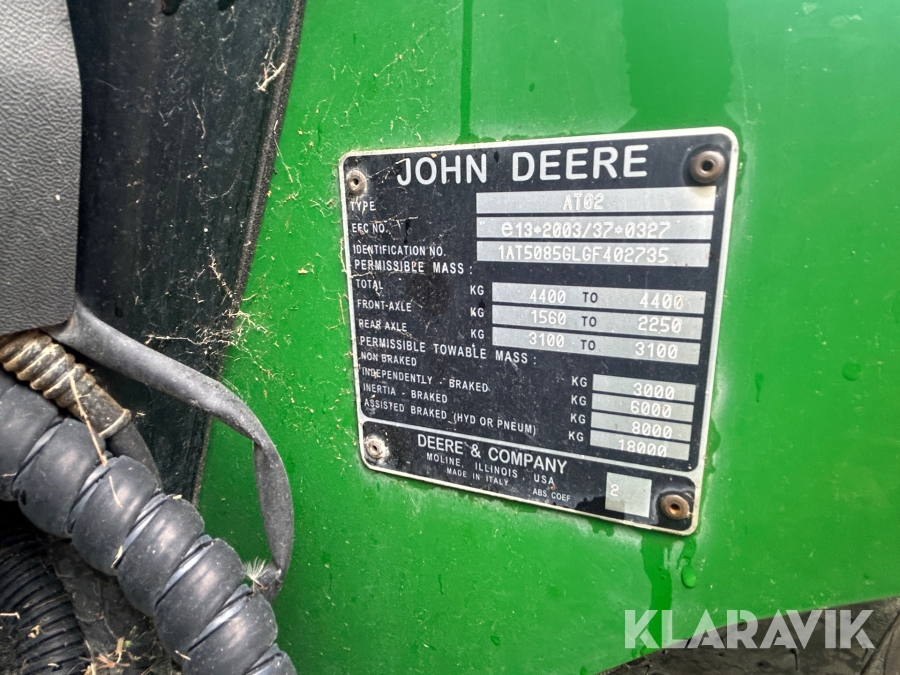 JOHN DEERE
TYPE AT02
EEC NO. e13*2003/37*0327
IDENTIFICATION NO. 1AT5085GLGF402735
PERMISSIBLE MASS :
TOTAL KG 4400 TO 4400
FRONT-AXLE KG 1560 TO 2250
REAR AXLE KG 3100 TO 3100
PERMISSIBLE TOWABLE MASS :
NON BRAKED KG 3000
INDEPENDENTLY - BRAKED KG 6000
INERTIA - BRAKED KG 8000
ASSISTED BRAKED (HYD OR PNEUM) KG 18000
DEERE & COMPANY
MOLINE, ILLINOIS, USA
MADE IN ITALY ABS COEF 2
KLARAVIK